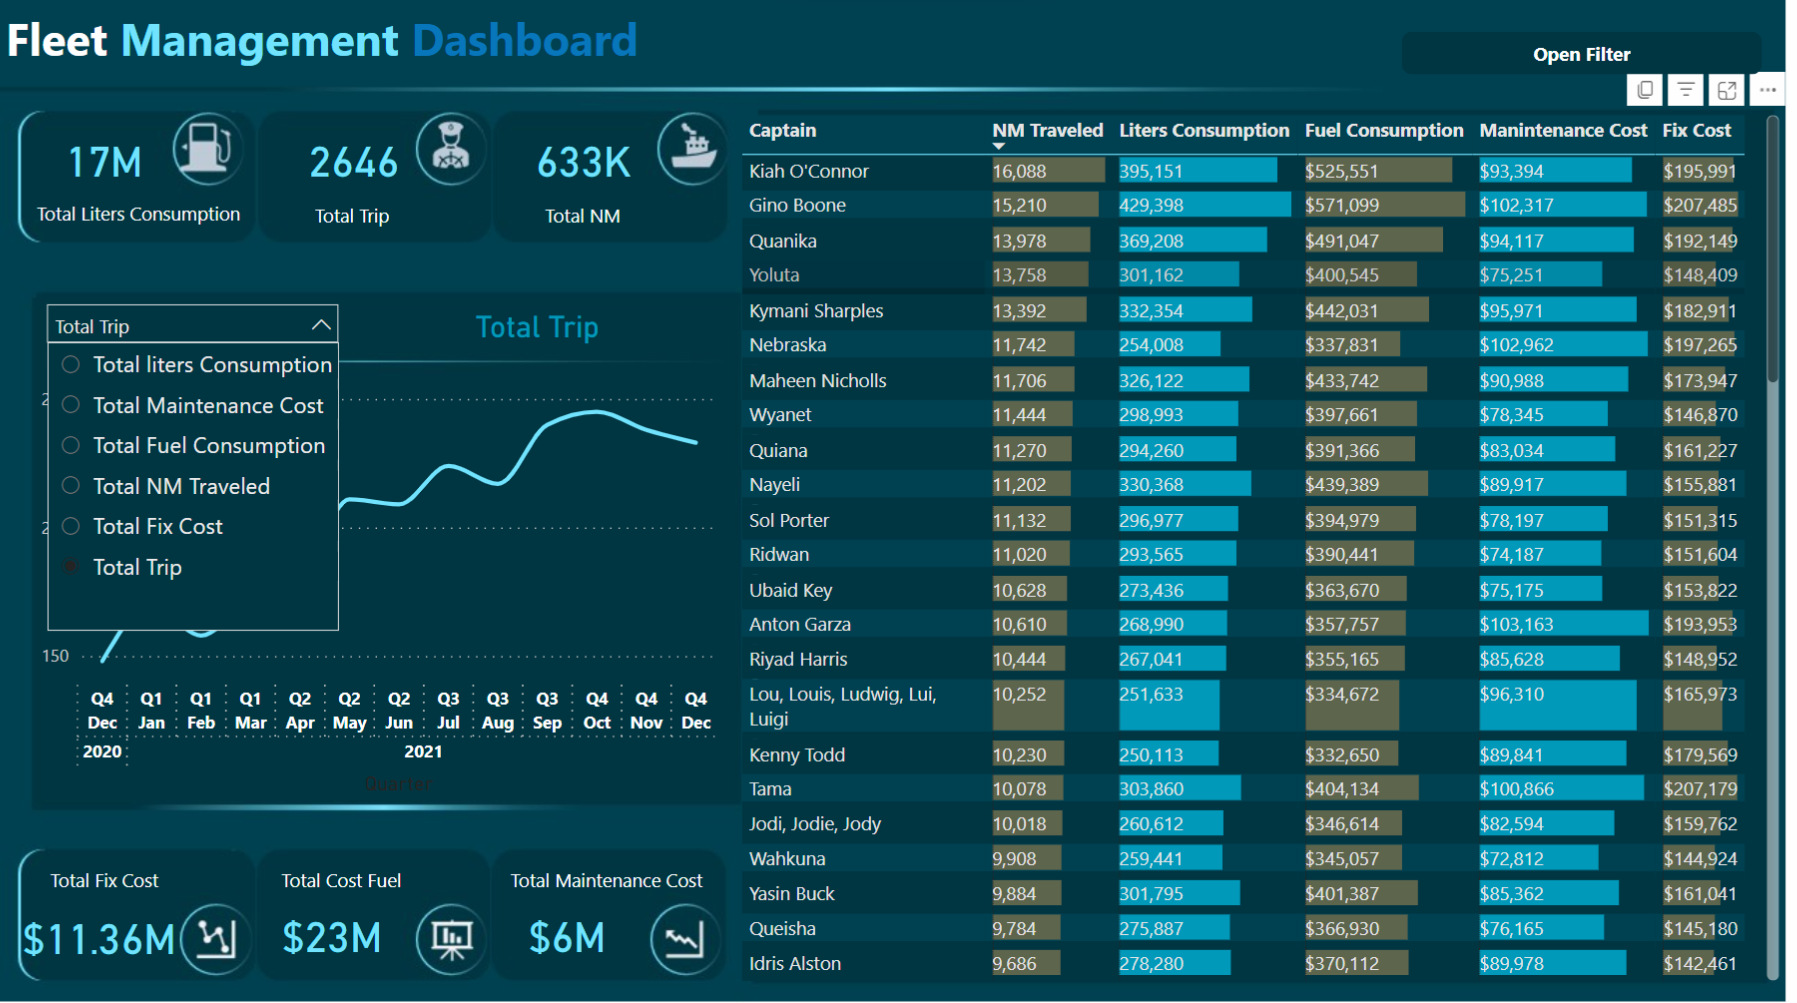 Fleet Management Dashboard
Open Filter
17M
Total Liters Consumption
2646
Total Trip
633K
Total NM
Total Trip
Total liters Consumption
Total Maintenance Cost
Total Fuel Consumption
Total NM Traveled
Total Fix Cost
Total Trip
Total Trip
150
Q4 Q1 Q1 Q1 Q2 Q2 Q2 Q3 Q3 Q3 Q4 Q4 Q4
Dec Jan Feb Mar Apr May Jun Jul Aug Sep Oct Nov Dec
2020 2021
Quarter
Total Fix Cost
$11.36M
Total Cost Fuel
$23M
Total Maintenance Cost
$6M
Captain NM Traveled Liters Consumption Fuel Consumption Manintenance Cost Fix Cost
Kiah O'Connor 16,088 395,151 $525,551 $93,394 $195,991
Gino Boone 15,210 429,398 $571,099 $102,317 $207,485
Quanika 13,978 369,208 $491,047 $94,117 $192,149
Yoluta 13,758 301,162 $400,545 $75,251 $148,409
Kymani Sharples 13,392 332,354 $442,031 $95,971 $182,911
Nebraska 11,742 254,008 $337,831 $102,962 $197,265
Maheen Nicholls 11,706 326,122 $433,742 $90,988 $173,947
Wyanet 11,444 298,993 $397,661 $78,345 $146,870
Quiana 11,270 294,260 $391,366 $83,034 $161,227
Nayeli 11,202 330,368 $439,389 $89,917 $155,881
Sol Porter 11,132 296,977 $394,979 $78,197 $151,315
Ridwan 11,020 293,565 $390,441 $74,187 $151,604
Ubaid Key 10,628 273,436 $363,670 $75,175 $153,822
Anton Garza 10,610 268,990 $357,757 $103,163 $193,953
Riyad Harris 10,444 267,041 $355,165 $85,628 $148,952
Lou, Louis, Ludwig, Lui, 10,252 251,633 $334,672 $96,310 $165,973
Luigi
Kenny Todd 10,230 250,113 $332,650 $89,841 $179,569
Tama 10,078 303,860 $404,134 $100,866 $207,179
Jodi, Jodie, Jody 10,018 260,612 $346,614 $82,594 $159,762
Wahkuna 9,908 259,441 $345,057 $72,812 $144,924
Yasin Buck 9,884 301,795 $401,387 $85,362 $161,041
Queisha 9,784 275,887 $366,930 $76,165 $145,180
Idris Alston 9,686 278,280 $370,112 $89,978 $142,461